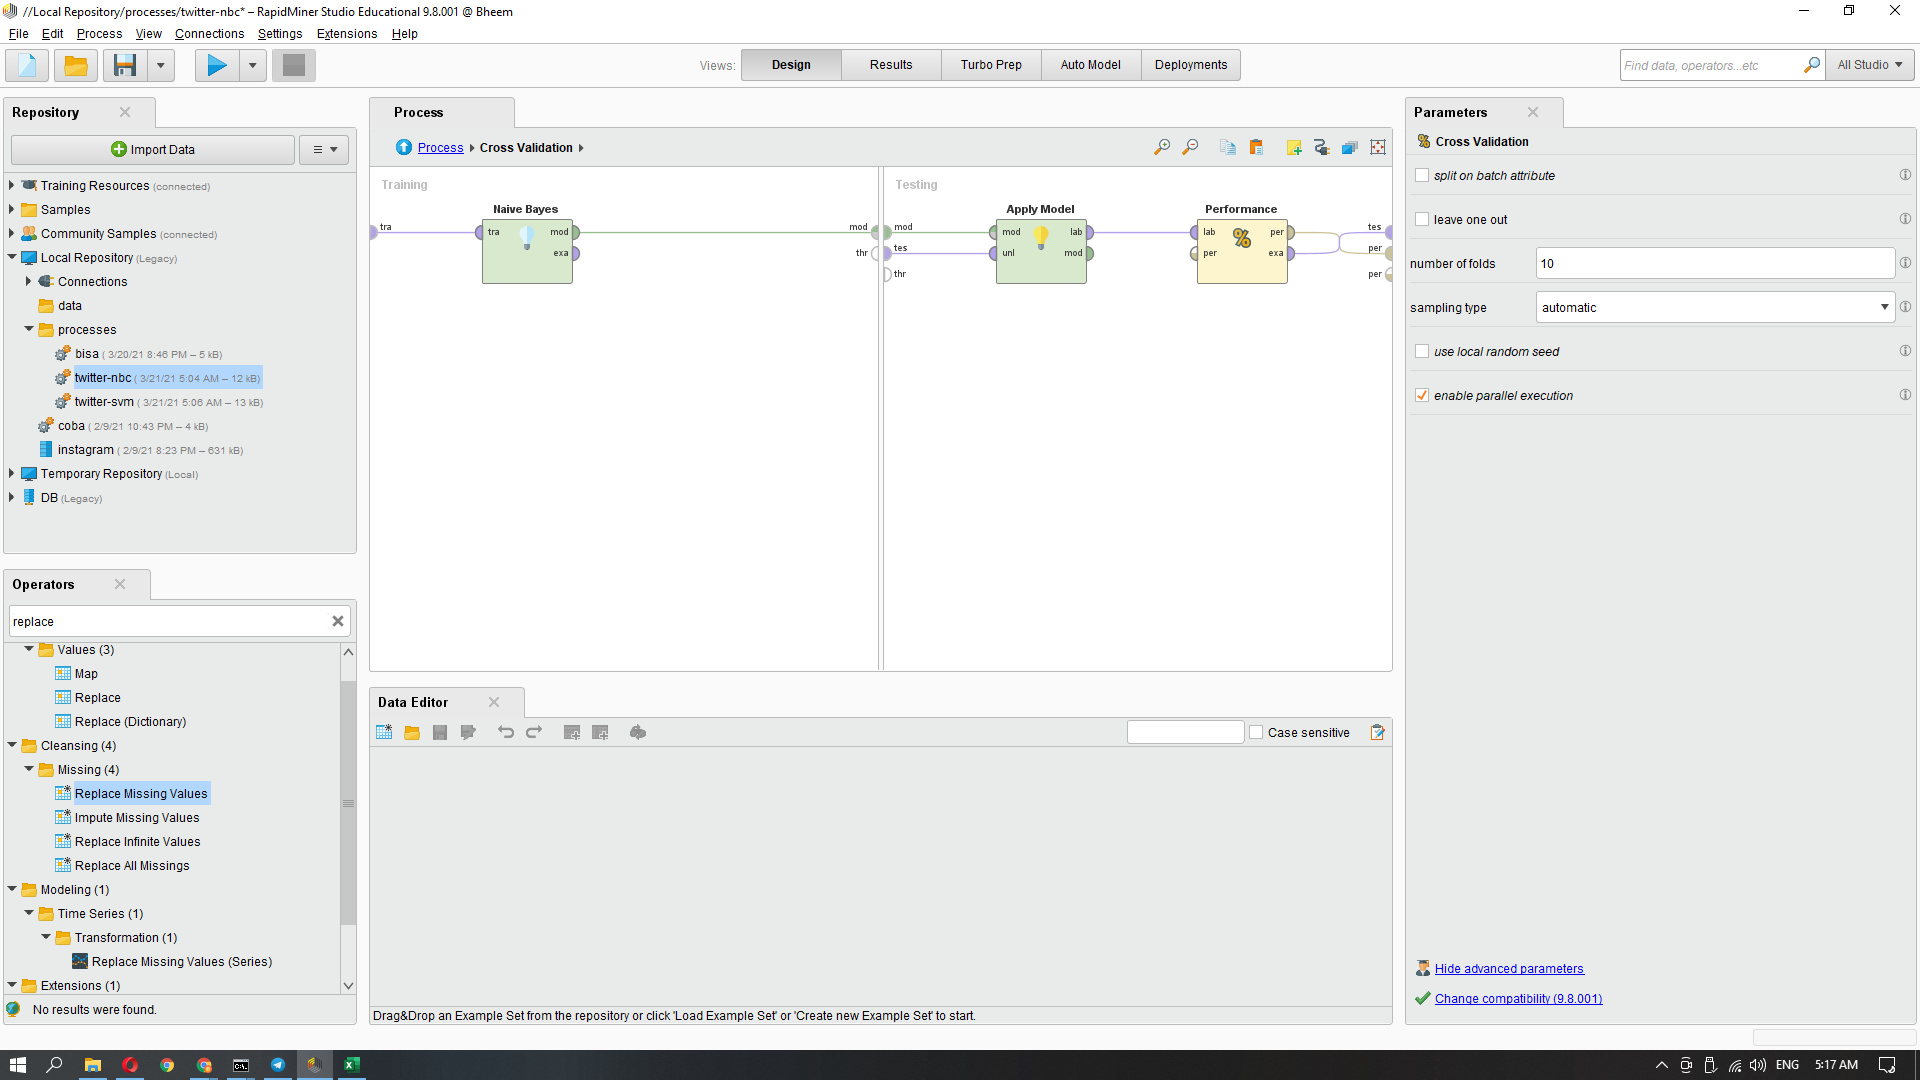 //Local Repository/processes/twitter-nbc* – RapidMiner Studio Educational 9.8.001 @ Bheem
File Edit Process View Connections Settings Extensions Help
Views: Design Results Turbo Prep Auto Model Deployments
Find data, operators...etc All Studio
Repository
Import Data
Training Resources (connected)
Samples
Community Samples (connected)
Local Repository (Legacy)
Connections
data
processes
bisa ( 3/20/21 8:46 PM – 5 kB)
twitter-nbc ( 3/21/21 5:04 AM – 12 kB)
twitter-svm ( 3/21/21 5:06 AM – 13 kB)
coba ( 2/9/21 10:43 PM – 4 kB)
instagram ( 2/9/21 8:23 PM – 631 kB)
Temporary Repository (Local)
DB (Legacy)
Operators
replace
Values (3)
Map
Replace
Replace (Dictionary)
Cleansing (4)
Missing (4)
Replace Missing Values
Impute Missing Values
Replace Infinite Values
Replace All Missings
Modeling (1)
Time Series (1)
Transformation (1)
Replace Missing Values (Series)
Extensions (1)
No results were found.
Process
Process Cross Validation
Training
Naive Bayes
tra tra mod mod
exa thr
Testing
Apply Model Performance
mod mod lab lab per tes
tes unl mod per exa per
thr per
Data Editor
Case sensitive
Drag&Drop an Example Set from the repository or click 'Load Example Set' or 'Create new Example Set' to start.
Parameters
Cross Validation
split on batch attribute
leave one out
number of folds 10
sampling type automatic
use local random seed
enable parallel execution
Hide advanced parameters
Change compatibility (9.8.001)
ENG 5:17 AM